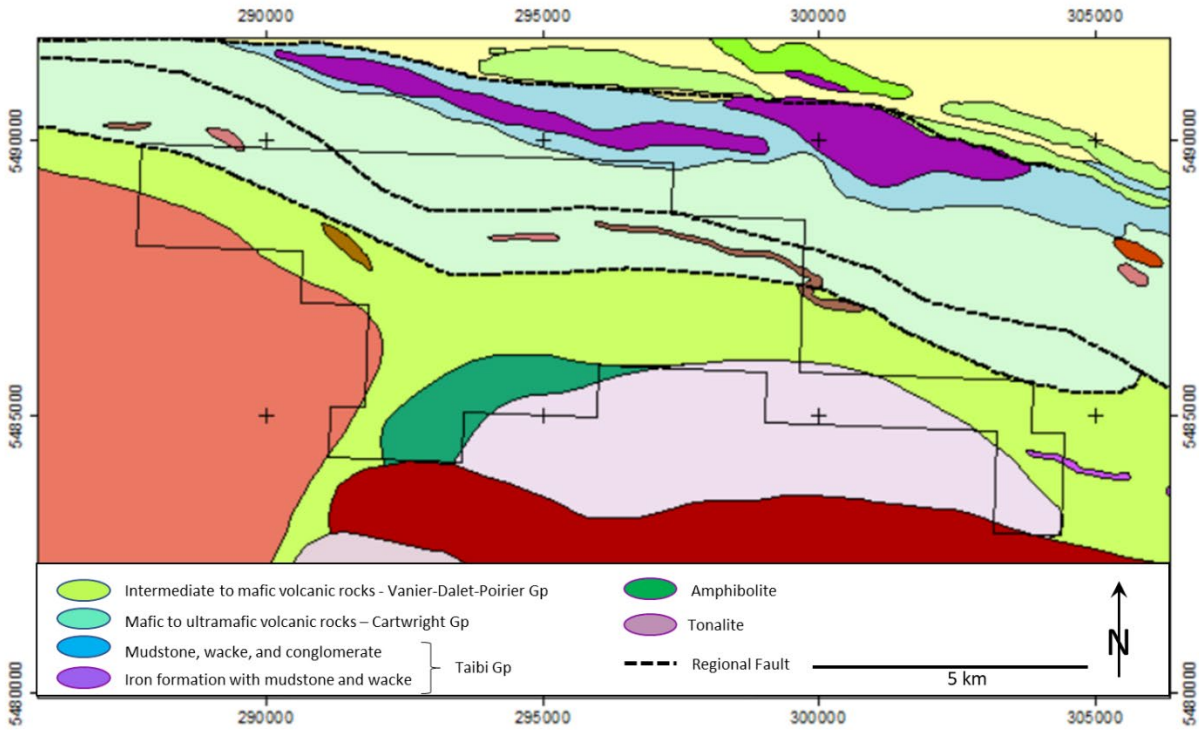 290000 295000 300000 305000
5490000 5490000
5485000 5485000
Intermediate to mafic volcanic rocks - Vanier-Dalet-Poirier Gp
Mafic to ultramafic volcanic rocks – Cartwright Gp
Mudstone, wacke, and conglomerate
Iron formation with mudstone and wacke
Taibi Gp
Amphibolite
Tonalite
Regional Fault
5 km
N
5480000 5480000
290000 295000 300000 305000